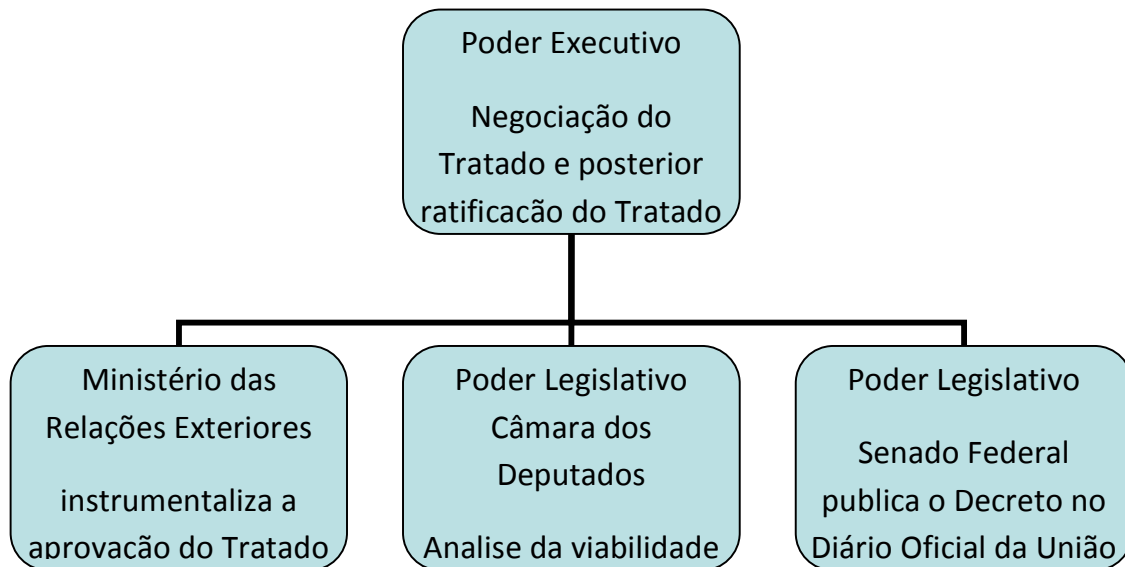 Poder Executivo
Negociação do
Tratado e posterior
ratificação do Tratado
Ministério das
Relações Exteriores
instrumentaliza a
aprovação do Tratado
Poder Legislativo
Câmara dos
Deputados
Analise da viabilidade
Poder Legislativo
Senado Federal
publica o Decreto no
Diário Oficial da União